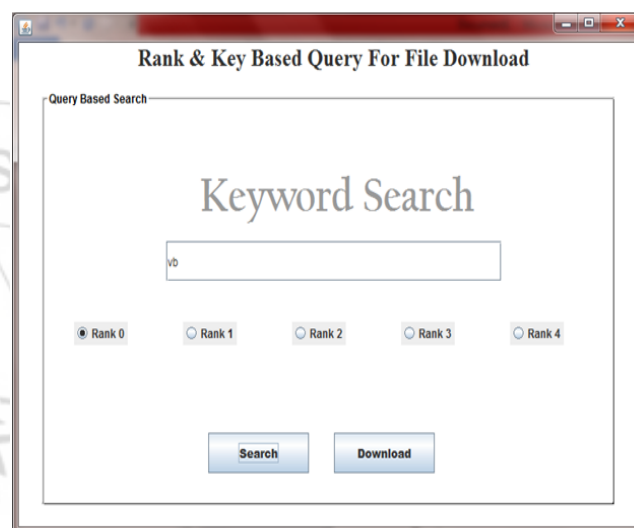 Rank & Key Based Query For File Download
Query Based Search
Keyword Search
vb
Rank 0 Rank 1 Rank 2 Rank 3 Rank 4
Search Download